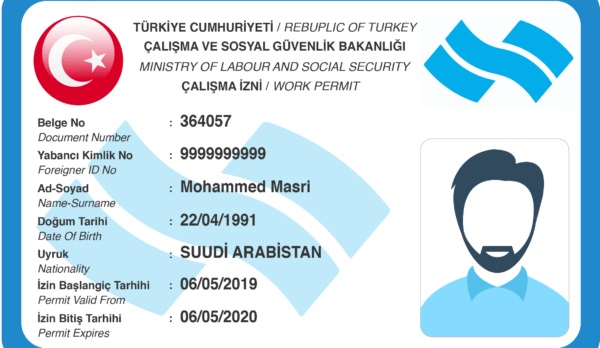 TÜRKİYE CUMHURİYETİ / REBUPLIC OF TURKEY
ÇALIŞMA VE SOSYAL GÜVENLİK BAKANLIĞI
MINISTRY OF LABOUR AND SOCIAL SECURITY
ÇALIŞMA İZNİ / WORK PERMIT
Belge No : 364057
Document Number
Yabancı Kimlik No : 9999999999
Foreigner ID No
Ad-Soyad : Mohammed Masri
Name-Surname
Doğum Tarihi : 22/04/1991
Date Of Birth
Uyruk : SUUDİ ARABİSTAN
Nationality
İzin Başlangiç Tarihi : 06/05/2019
Permit Valid From
İzin Bitiş Tarihi : 06/05/2020
Permit Expires